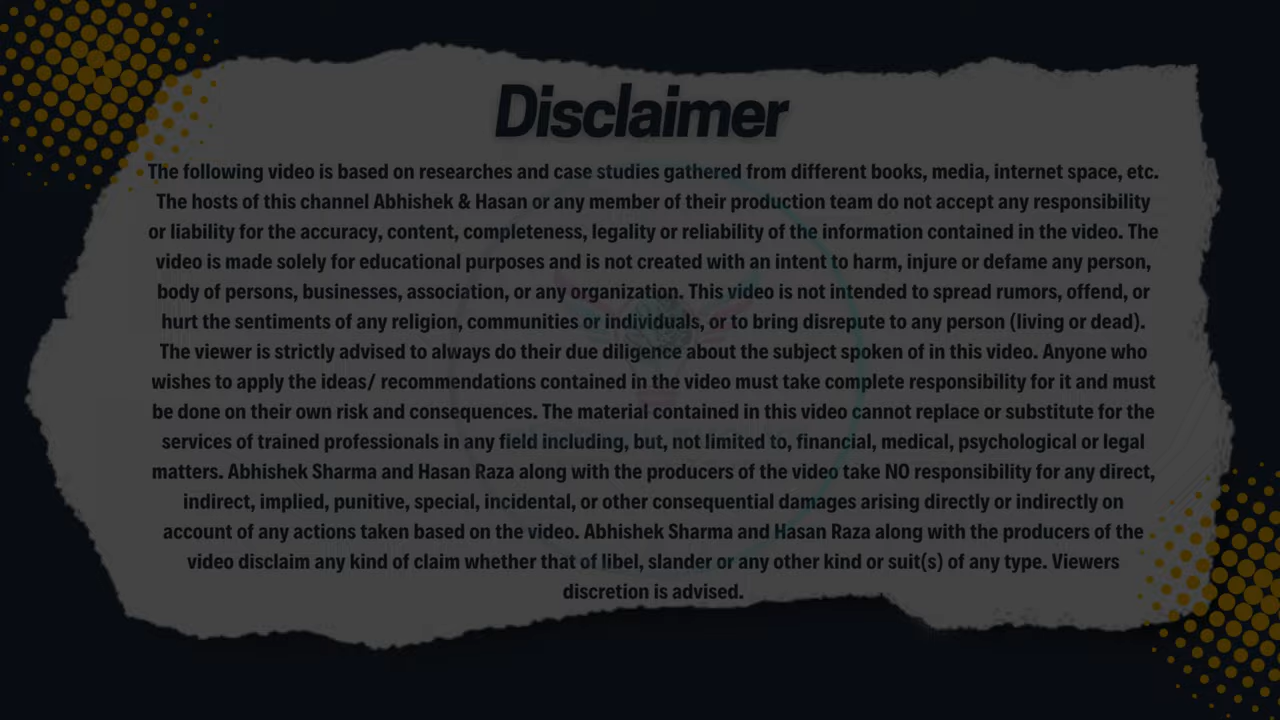 Disclaimer
The following video is based on researches and case studies gathered from different books, media, internet space, etc.
The hosts of this channel Abhishek & Hasan or any member of their production team do not accept any responsibility
or liability for the accuracy, content, completeness, legality or reliability of the information contained in the video. The
video is made solely for educational purposes and is not created with an intent to harm, injure or defame any person,
body of persons, businesses, association, or any organization. This video is not intended to spread rumors, offend, or
hurt the sentiments of any religion, communities or individuals, or to bring disrepute to any person (living or dead).
The viewer is strictly advised to always do their due diligence about the subject spoken of in this video. Anyone who
wishes to apply the ideas/ recommendations contained in the video must take complete responsibility for it and must
be done on their own risk and consequences. The material contained in this video cannot replace or substitute for the
services of trained professionals in any field including, but, not limited to, financial, medical, psychological or legal
matters. Abhishek Sharma and Hasan Raza along with the producers of the video take NO responsibility for any direct,
indirect, implied, punitive, special, incidental, or other consequential damages arising directly or indirectly on
account of any actions taken based on the video. Abhishek Sharma and Hasan Raza along with the producers of the
video disclaim any kind of claim whether that of libel, slander or any other kind or suit(s) of any type. Viewers
discretion is advised.